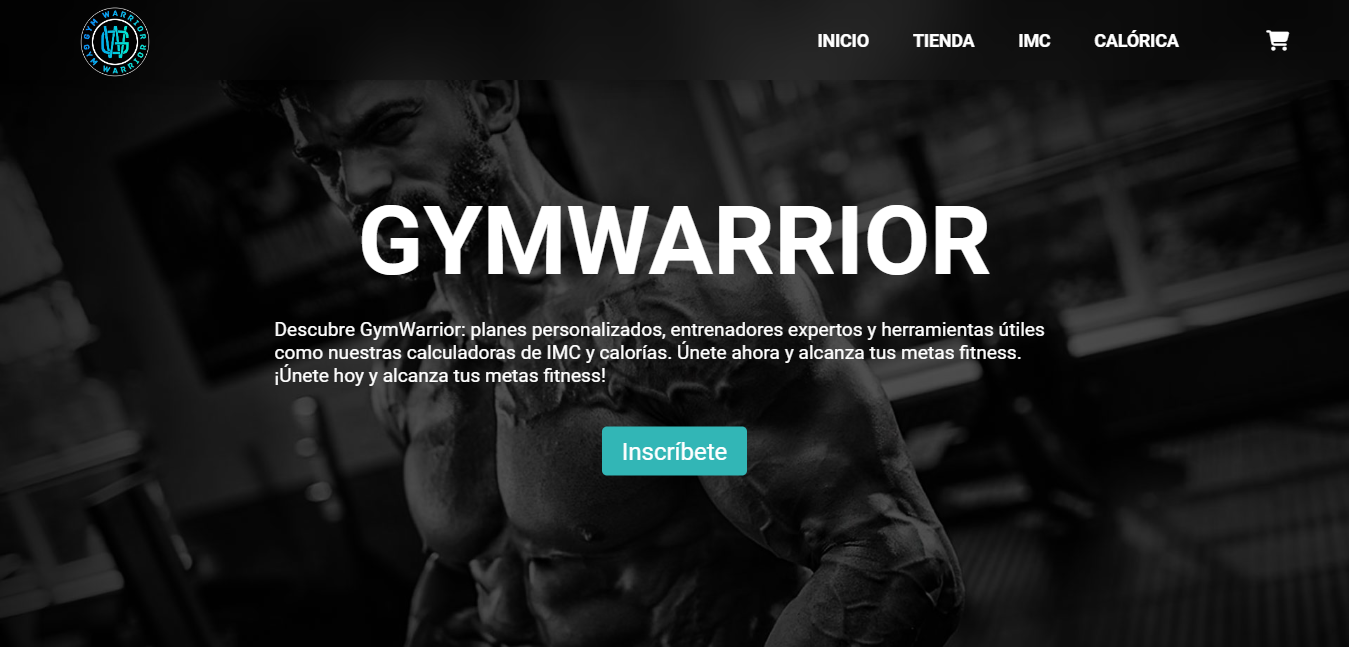 GYM WARRIOR
GW
GYM WARRIOR
INICIO TIENDA IMC CALÓRICA
GYMWARRIOR
Descubre GymWarrior: planes personalizados, entrenadores expertos y herramientas útiles
como nuestras calculadoras de IMC y calorías. Únete ahora y alcanza tus metas fitness.
¡Únete hoy y alcanza tus metas fitness!
Inscríbete